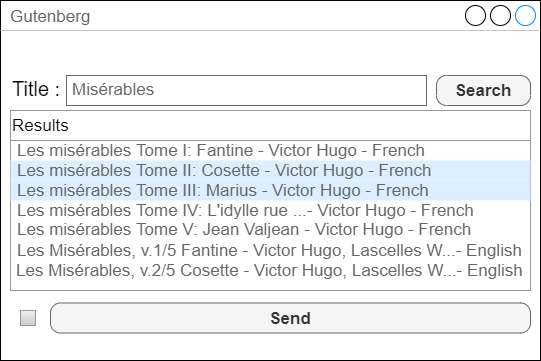 Gutenberg
Title : Misérables Search
Results
Les misérables Tome I: Fantine - Victor Hugo - French
Les misérables Tome II: Cosette - Victor Hugo - French
Les misérables Tome III: Marius - Victor Hugo - French
Les misérables Tome IV: L'idylle rue ...- Victor Hugo - French
Les misérables Tome V: Jean Valjean - Victor Hugo - French
Les Misérables, v.1/5 Fantine - Victor Hugo, Lascelles W...- English
Les Misérables, v.2/5 Cosette - Victor Hugo, Lascelles W...- English
Send